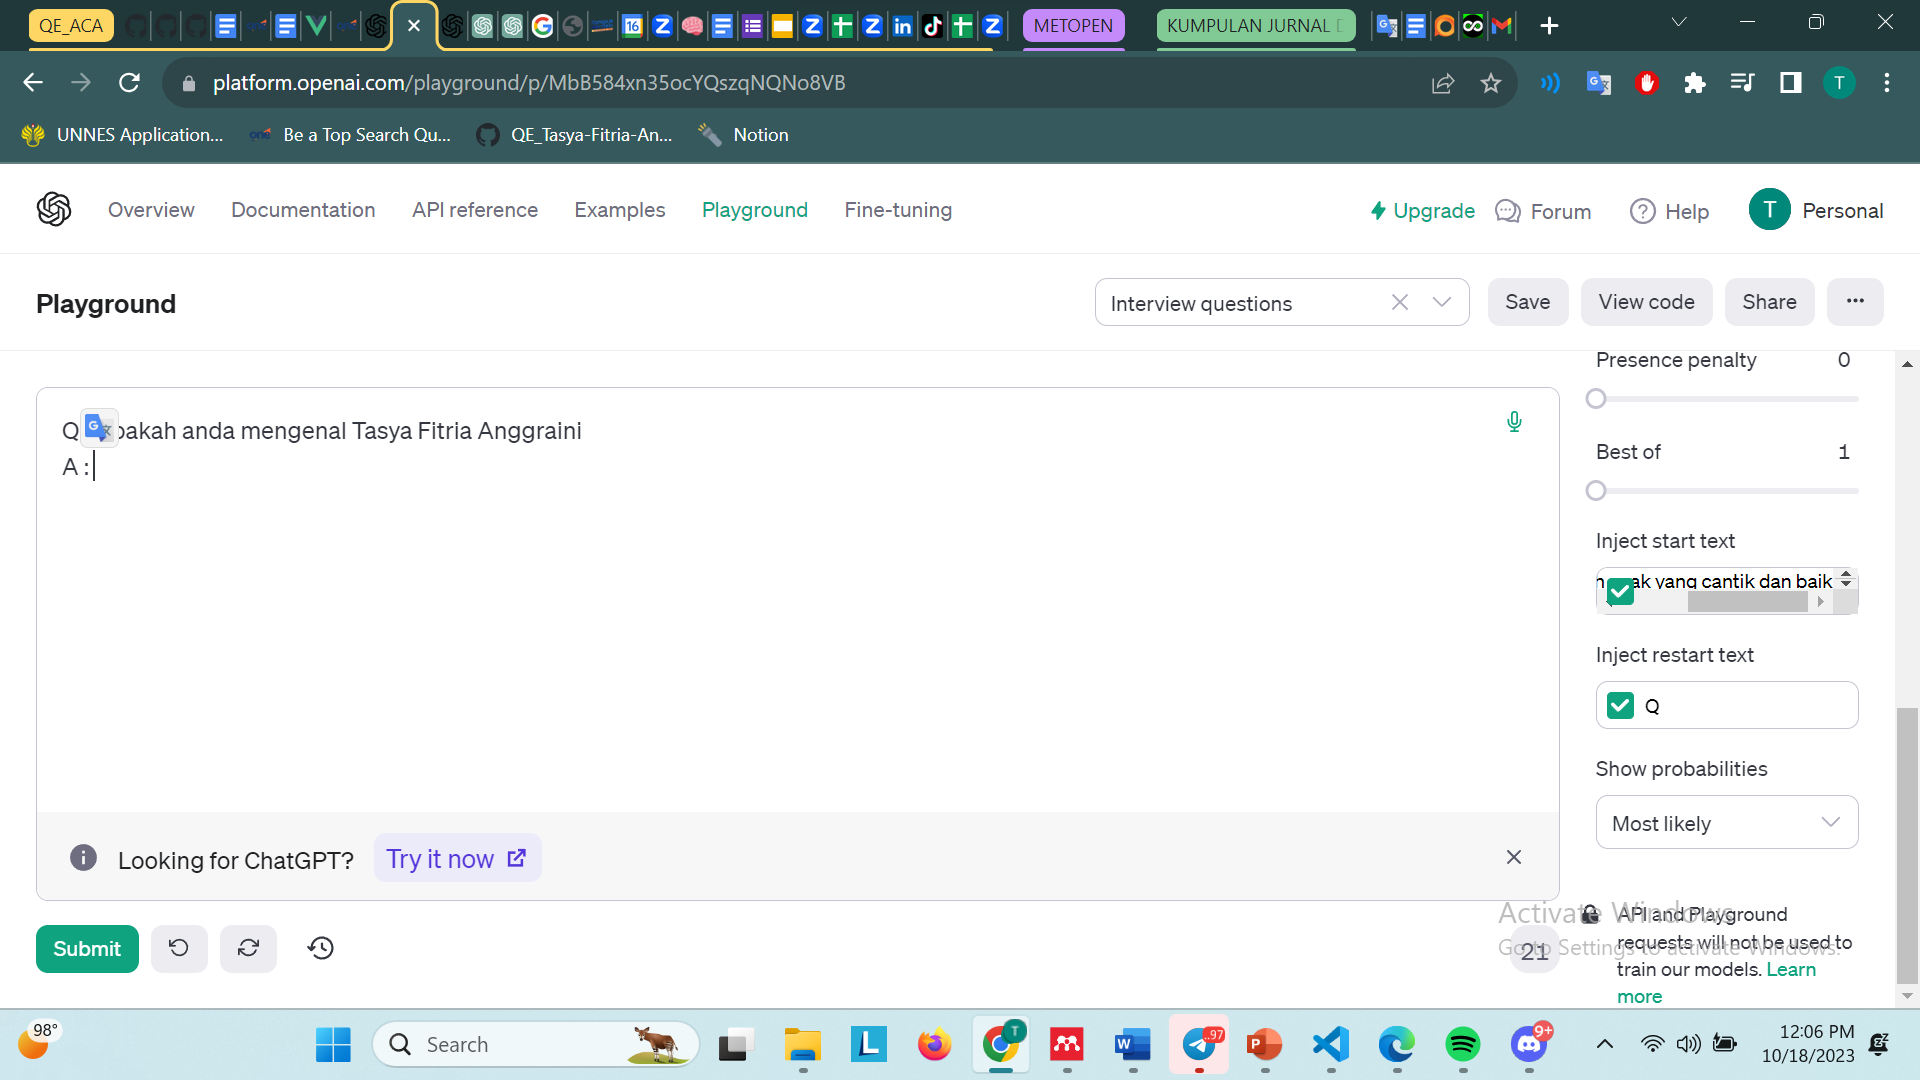 QE_ACA
16
METOPEN
KUMPULAN JURNAL
platform.openai.com/playground/p/MbB584xn35ocYQszqNQNo8VB
T
UNNES Application...
one Be a Top Search Qu...
QE_Tasya-Fitria-An...
Notion
Overview
Documentation
API reference
Examples
Playground
Fine-tuning
Upgrade
Forum
Help
T
Personal
Playground
Interview questions
Save
View code
Share
Presence penalty 0
Q bakah anda mengenal Tasya Fitria Anggraini
A :
Best of 1
Inject start text
ak yang cantik dan baik
Inject restart text
Q
Show probabilities
Most likely
Looking for ChatGPT? Try it now
Submit
21
API and Playground
requests will not be used to
train our models. Learn
more
Activate Windows
Go to Settings to activate Windows.
98°
Search
T
..97
9+
12:06 PM
10/18/2023